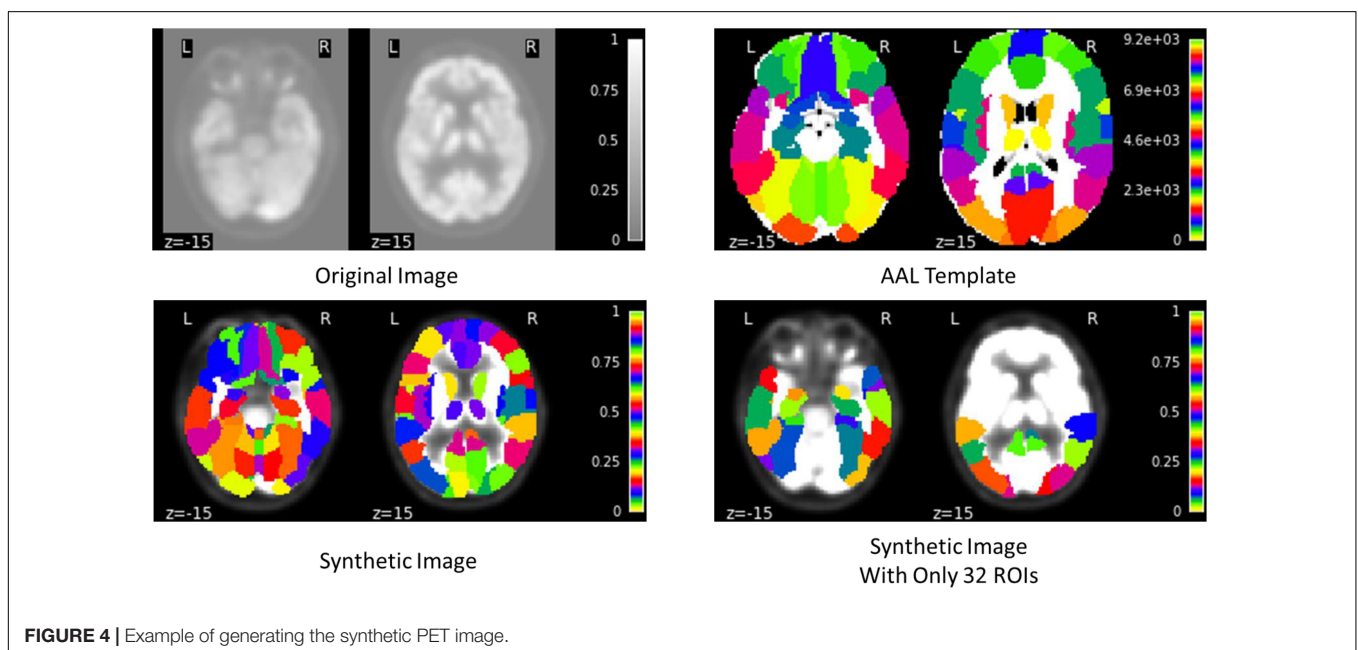 L R L R 1
0.75
0.5
0.25
z=-15 z=15 0
Original Image
L R L R 9.2e+03
6.9e+03
4.6e+03
2.3e+03
z=-15 z=15 0
AAL Template
L R L R 1
0.75
0.5
0.25
z=-15 z=15 0
Synthetic Image
L R L R 1
0.75
0.5
0.25
z=-15 z=15 0
Synthetic Image
With Only 32 ROIs
FIGURE 4 | Example of generating the synthetic PET image.